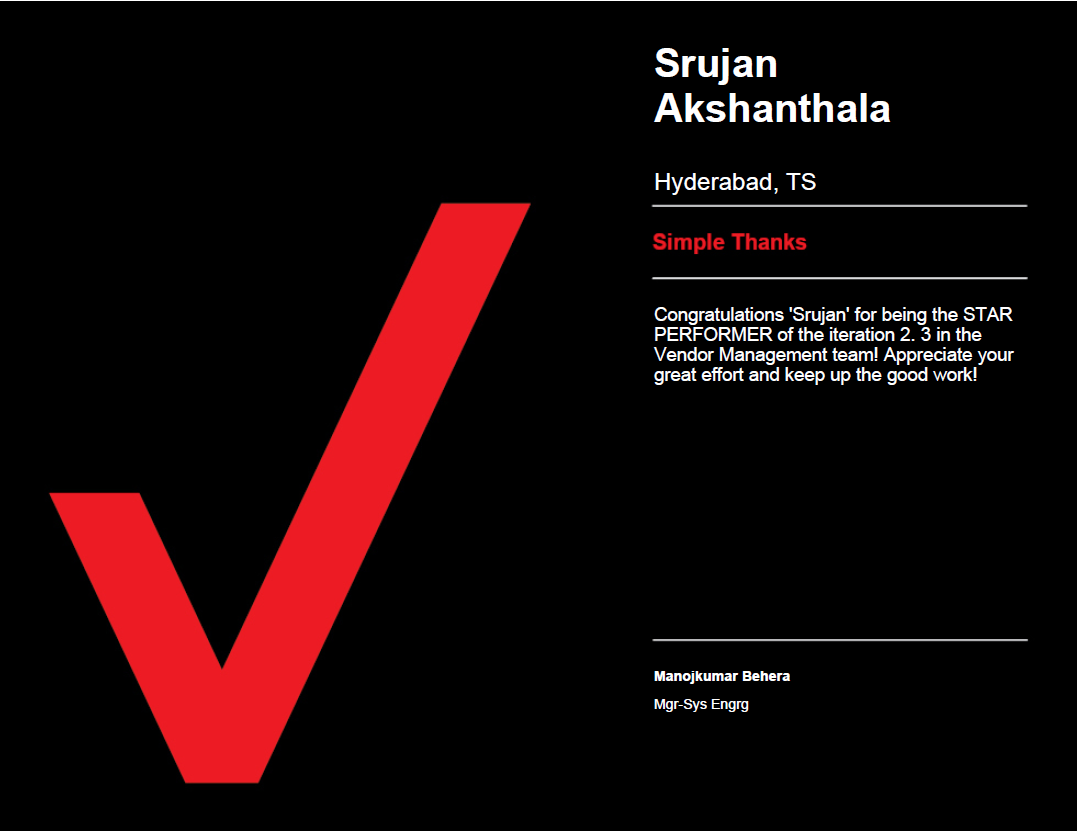 Srujan
Akshanthala
Hyderabad, TS
Simple Thanks
Congratulations 'Srujan' for being the STAR
PERFORMER of the iteration 2. 3 in the
Vendor Management team! Appreciate your
great effort and keep up the good work!
Manojkumar Behera
Mgr-Sys Engrg